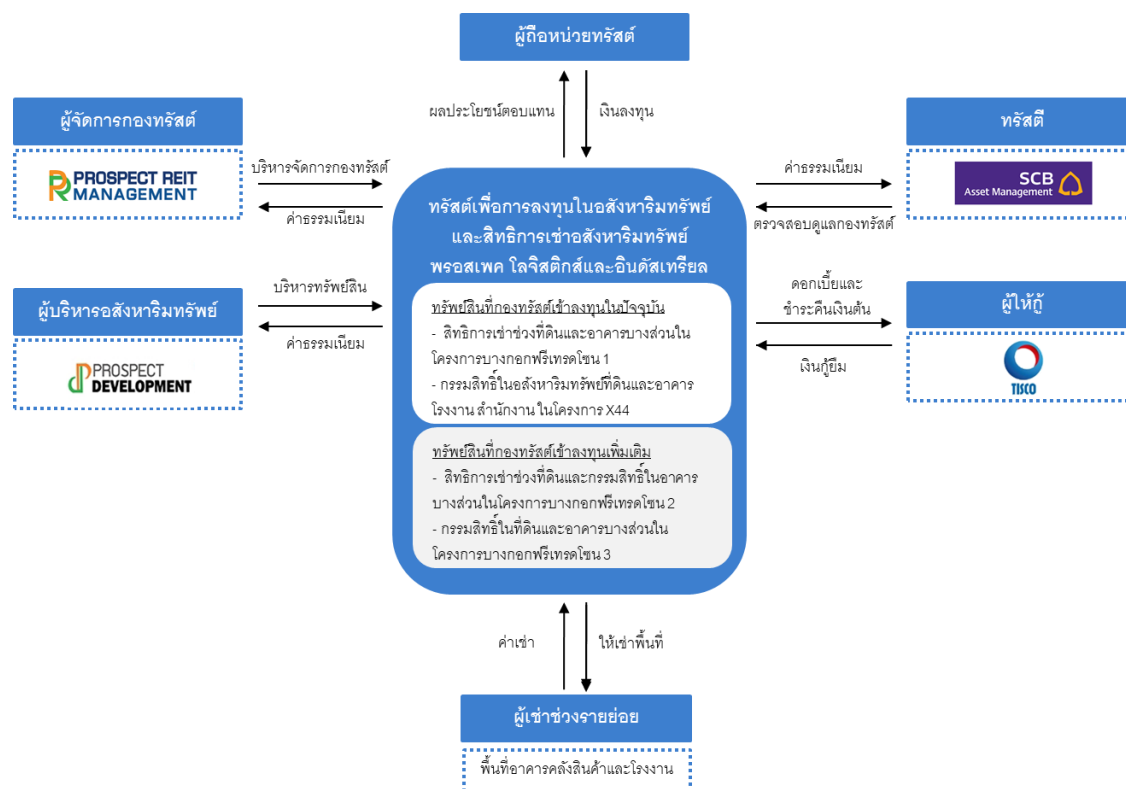 ผู้ถือหน่วยทรัสต์
ผลประโยชน์ตอบแทน
เงินลงทุน
ผู้จัดการกองทรัสต์
PROSPECT REIT
MANAGEMENT
บริหารจัดการกองทรัสต์
ค่าธรรมเนียม
ทรัสตี
SCB
Asset Management
ค่าธรรมเนียม
ตรวจสอบดูแลกองทรัสต์
ทรัสต์เพื่อการลงทุนในอสังหาริมทรัพย์
และสิทธิการเช่าอสังหาริมทรัพย์
พรอสเพค โลจิสติกส์และอินดัสเทรียล
ผู้บริหารอสังหาริมทรัพย์
PROSPECT
DEVELOPMENT
บริหารทรัพย์สิน
ค่าธรรมเนียม
ทรัพย์สินที่กองทรัสต์เข้าลงทุนในปัจจุบัน
- สิทธิการเช่าช่วงที่ดินและอาคารบางส่วนใน
โครงการบางกอกฟรีเทรดโซน 1
- กรรมสิทธิ์ในอสังหาริมทรัพย์ที่ดินและอาคาร
โรงงาน สำนักงาน ในโครงการ X44
ดอกเบี้ยและ
ชำระคืนเงินต้น
เงินกู้ยืม
ผู้ให้กู้
TISCO
ทรัพย์สินที่กองทรัสต์เข้าลงทุนเพิ่มเติม
- สิทธิการเช่าช่วงที่ดินและกรรมสิทธิ์ในอาคาร
บางส่วนในโครงการบางกอกฟรีเทรดโซน 2
- กรรมสิทธิ์ในที่ดินและอาคารบางส่วนใน
โครงการบางกอกฟรีเทรดโซน 3
ค่าเช่า
ให้เช่าพื้นที่
ผู้เช่าช่วงรายย่อย
พื้นที่อาคารคลังสินค้าและโรงงาน